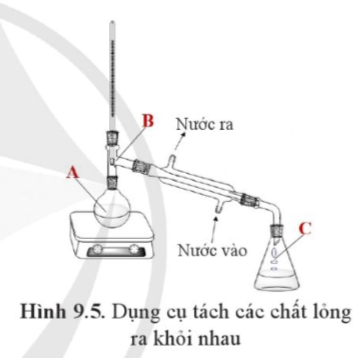 B
Nước ra
A
C
Nước vào
Hình 9.5. Dụng cụ tách các chất lỏng
ra khỏi nhau